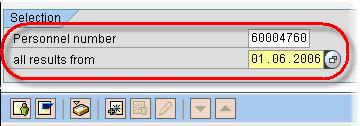 Selection
Personnel number 60004760
all results from 01.06.2006